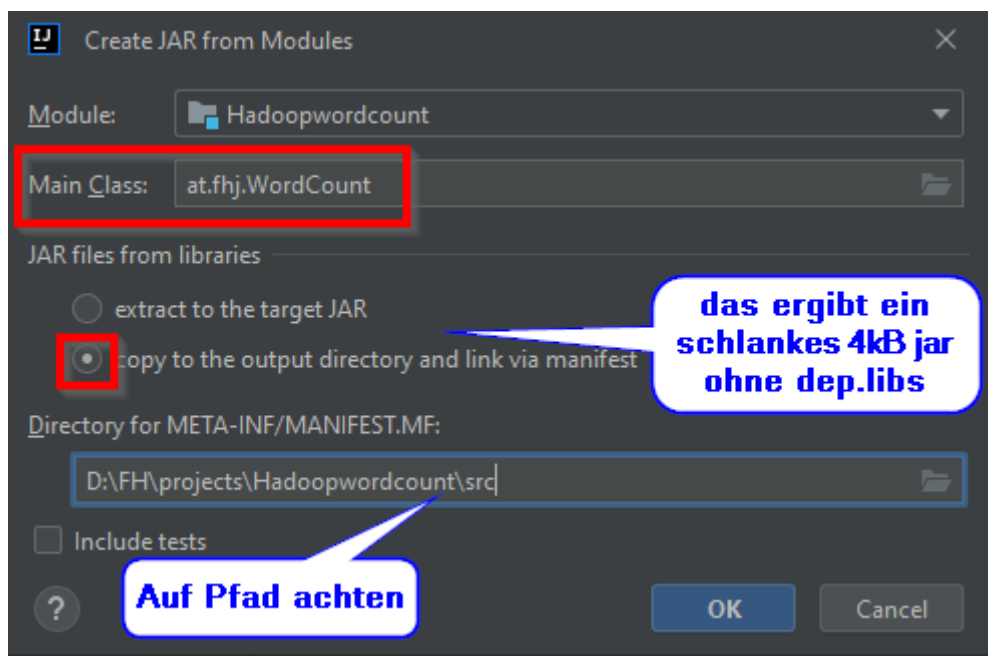 IJ
Create JAR from Modules
Module:
Hadoopwordcount
Main Class:
at.fhj.WordCount
JAR files from libraries
extract to the target JAR
das ergibt ein
schlankes 4kB jar
ohne dep.libs
copy to the output directory and link via manifest
Directory for META-INF/MANIFEST.MF:
D:\FH\projects\Hadoopwordcount\src
Include tests
Auf Pfad achten
?
OK
Cancel